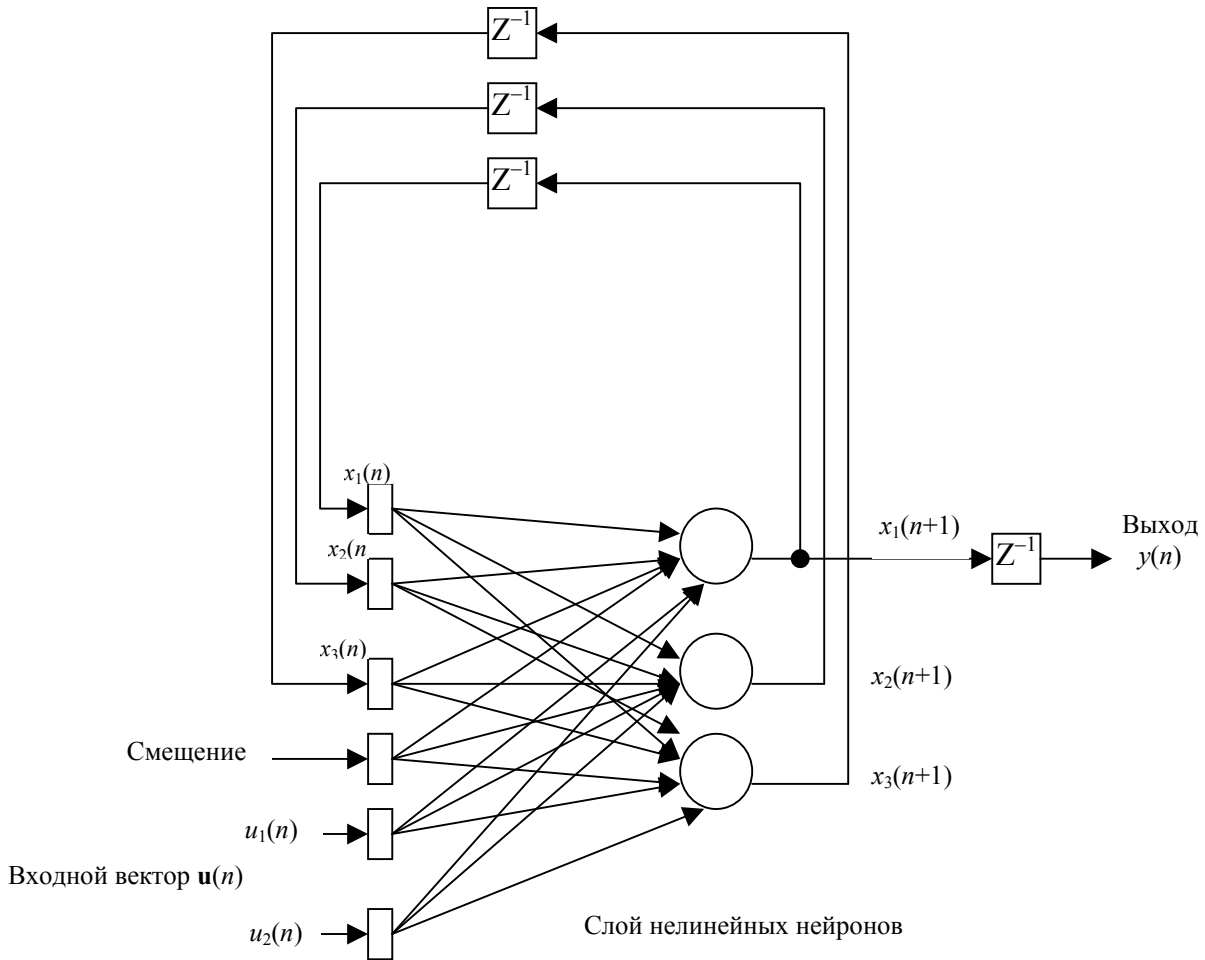 Z⁻¹
Z⁻¹
Z⁻¹
x₁(n)
x₂(n
x₃(n)
Смещение
u₁(n)
Входной вектор u(n)
u₂(n)
x₁(n+1)
Z⁻¹
Выход
y(n)
x₂(n+1)
x₃(n+1)
Слой нелинейных нейронов